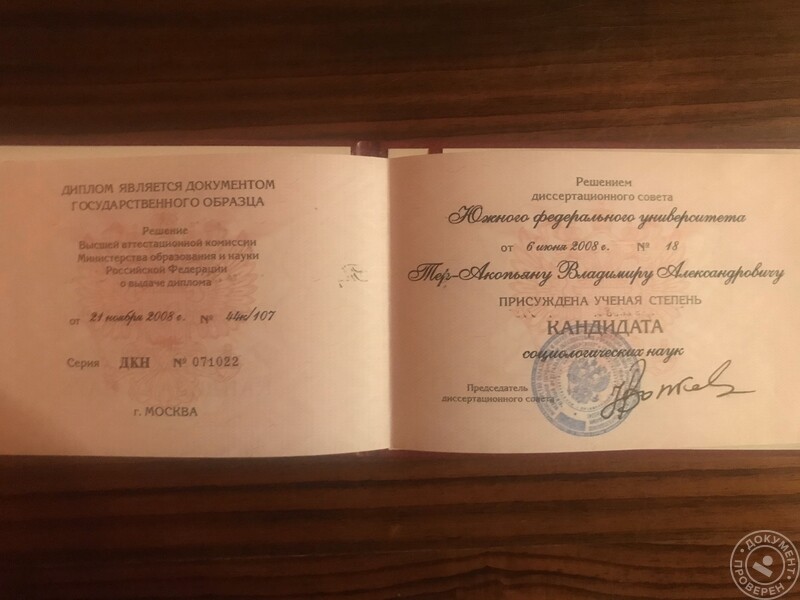 ДИПЛОМ ЯВЛЯЕТСЯ ДОКУМЕНТОМ
ГОСУДАРСТВЕННОГО ОБРАЗЦА
Решение
Высшей аттестационной комиссии
Министерства образования и науки
Российской Федерации
о выдаче диплома
от 21 ноября 2008 г. № 44к/107
Серия ДКН № 071022
г. МОСКВА
Решением
диссертационного совета
Южного федерального университета
от 6 июня 2008 г. № 18
Тер-Акопьяну Владимиру Александровичу
ПРИСУЖДЕНА УЧЕНАЯ СТЕПЕНЬ
КАНДИДАТА
социологических наук
Председатель
диссертационного совета
ДОКУМЕНТ ПРОВЕРЕН